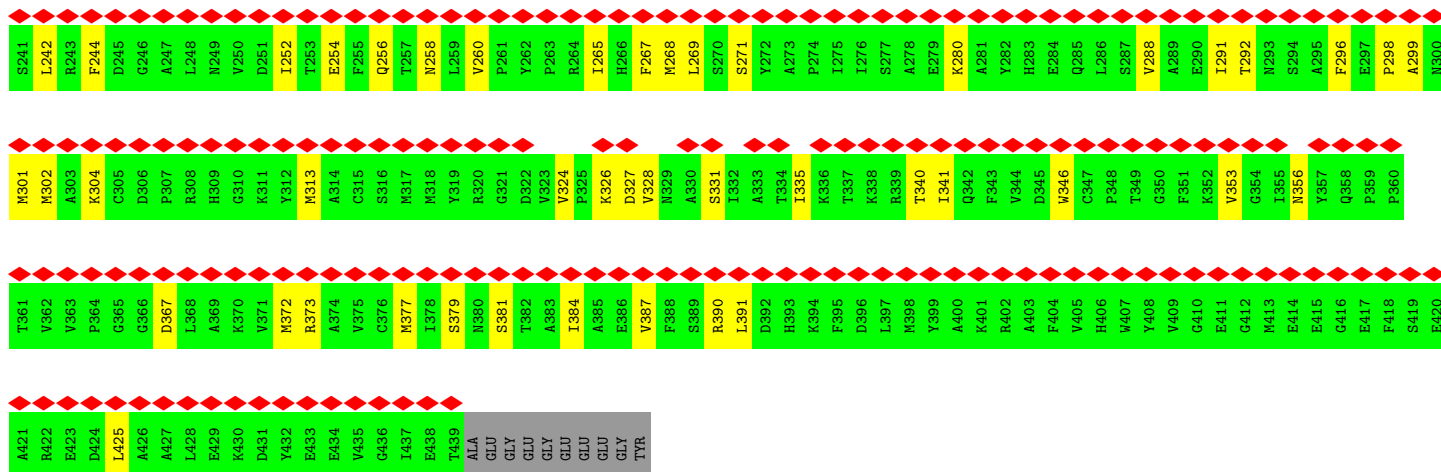 S241 L242 R243 F244 D245 G246 A247 L248 N249 V250 D251 I252 T253 E254 F255 Q256 T257 N258 L259 V260 P261 Y262 P263 R264 I265 H266 F267 M268 L269 S270 S271 Y272 A273 P274 I275 I276 S277 A278 E279 K280 A281 Y282 H283 E284 Q285 L286 S287 V288 A289 E290 I291 T292 N293 S294 A295 F296 E297 P298 A299 N300
M301 M302 A303 K304 C305 D306 P307 R308 H309 G310 K311 Y312 M313 A314 C315 S316 M317 M318 Y319 R320 G321 D322 V323 V324 P325 K326 D327 V328 N329 A330 S331 I332 A333 T334 I335 K336 T337 K338 R339 T340 I341 Q342 F343 V344 D345 W346 C347 P348 T349 G350 F351 K352 V353 G354 I355 N356 Y357 Q358 P359 P360
T361 V362 V363 P364 G365 G366 D367 L368 A369 K370 V371 M372 R373 A374 V375 C376 M377 I378 S379 N380 S381 T382 A383 I384 A385 E386 V387 F388 S389 R390 L391 D392 H393 K394 F395 D396 L397 M398 Y399 A400 K401 R402 A403 F404 V405 H406 W407 Y408 V409 G410 E411 G412 M413 E414 E415 G416 E417 F418 S419 E420
A421 R422 E423 D424 L425 A426 A427 L428 E429 K430 D431 Y432 E433 E434 V435 G436 I437 E438 T439 ALA GLU GLY GLU GLY GLU GLU GLU GLY TYR